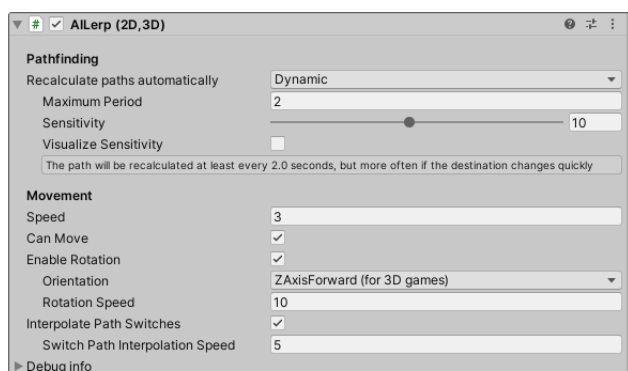 # AILerp (2D,3D)
Pathfinding
Recalculate paths automatically Dynamic
Maximum Period 2
Sensitivity 10
Visualize Sensitivity
The path will be recalculated at least every 2.0 seconds, but more often if the destination changes quickly
Movement
Speed 3
Can Move
Enable Rotation
Orientation ZAxisForward (for 3D games)
Rotation Speed 10
Interpolate Path Switches
Switch Path Interpolation Speed 5
Debug info